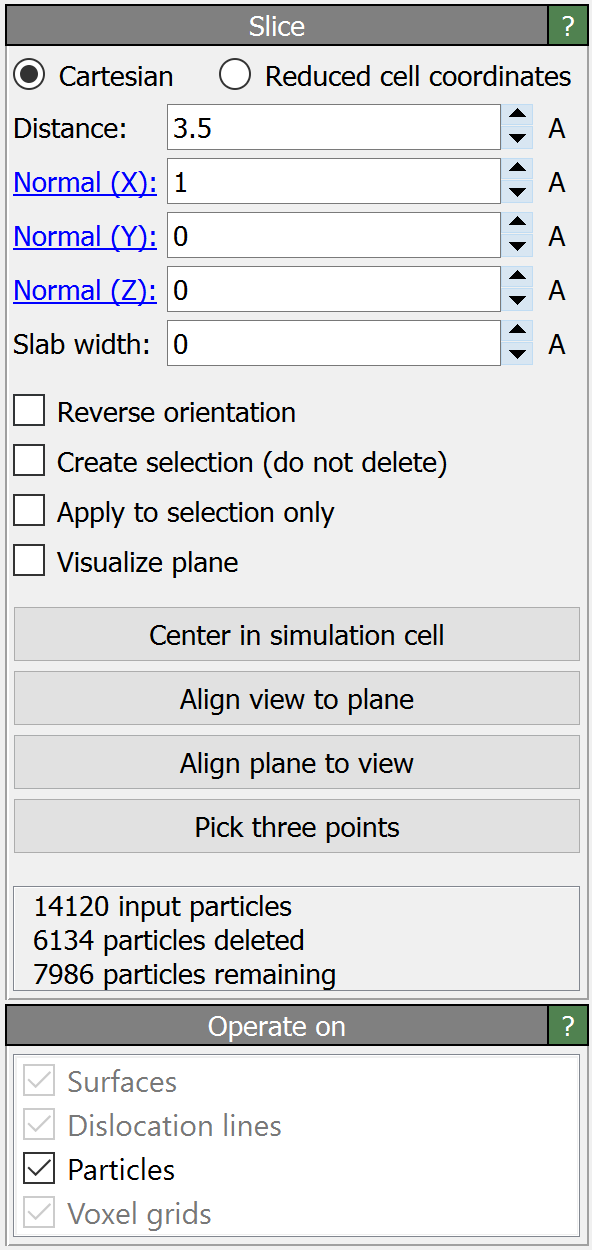 Slice ?
Cartesian Reduced cell coordinates
Distance: 3.5 A
Normal (X): 1 A
Normal (Y): 0 A
Normal (Z): 0 A
Slab width: 0 A
Reverse orientation
Create selection (do not delete)
Apply to selection only
Visualize plane
Center in simulation cell
Align view to plane
Align plane to view
Pick three points
14120 input particles
6134 particles deleted
7986 particles remaining
Operate on ?
Surfaces
Dislocation lines
Particles
Voxel grids